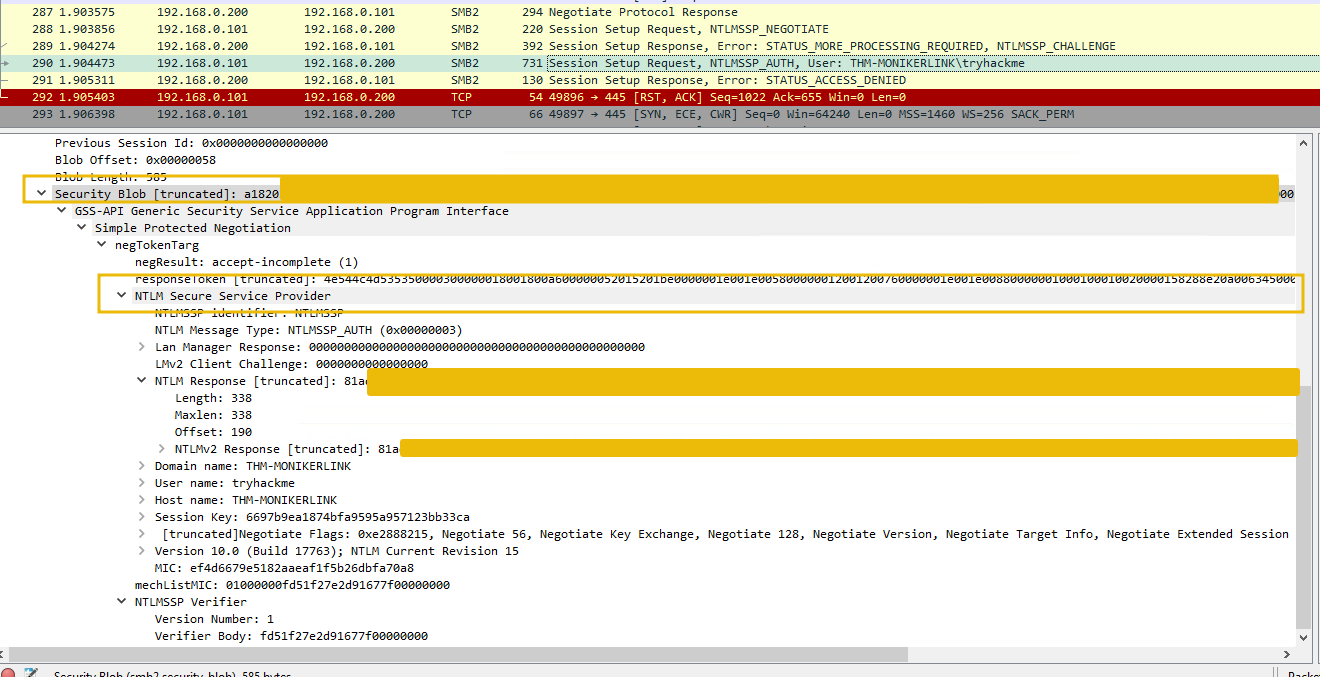 287 1.903575 192.168.0.200 192.168.0.101 SMB2 294 Negotiate Protocol Response
288 1.903856 192.168.0.101 192.168.0.200 SMB2 220 Session Setup Request, NTLMSSP_NEGOTIATE
289 1.904274 192.168.0.200 192.168.0.101 SMB2 392 Session Setup Response, Error: STATUS_MORE_PROCESSING_REQUIRED, NTLMSSP_CHALLENGE
290 1.904473 192.168.0.101 192.168.0.200 SMB2 731 Session Setup Request, NTLMSSP_AUTH, User: THM-MONIKERLINK\tryhackme
291 1.905311 192.168.0.200 192.168.0.101 SMB2 130 Session Setup Response, Error: STATUS_ACCESS_DENIED
292 1.905403 192.168.0.101 192.168.0.200 TCP 54 49896 → 445 [RST, ACK] Seq=1022 Ack=655 Win=0 Len=0
293 1.906398 192.168.0.101 192.168.0.200 TCP 66 49897 → 445 [SYN, ECE, CWR] Seq=0 Win=64240 Len=0 MSS=1460 WS=256 SACK_PERM
Previous Session Id: 0x0000000000000000
Blob Offset: 0x00000058
Blob Length: 585
Security Blob [truncated]: a1820 00
GSS-API Generic Security Service Application Program Interface
Simple Protected Negotiation
negTokenTarg
negResult: accept-incomplete (1)
responseToken [truncated]:
NTLM Secure Service Provider
NTLMSSP identifier: NTLMSSP
NTLM Message Type: NTLMSSP_AUTH (0x00000003)
Lan Manager Response: 000000000000000000000000000000000000000000000000
LMv2 Client Challenge: 0000000000000000
NTLM Response [truncated]: 81a
Length: 338
Maxlen: 338
Offset: 190
NTLMv2 Response [truncated]: 81a
Domain name: THM-MONIKERLINK
User name: tryhackme
Host name: THM-MONIKERLINK
Session Key: 6697b9ea1874bfa9595a957123bb33ca
[truncated]Negotiate Flags: 0xe2888215, Negotiate 56, Negotiate Key Exchange, Negotiate 128, Negotiate Version, Negotiate Target Info, Negotiate Extended Session
Version 10.0 (Build 17763); NTLM Current Revision 15
MIC: ef4d6679e5182aaeaf1f5b26dbfa70a8
mechListMIC: 01000000fd51f27e2d91677f00000000
NTLMSSP Verifier
Version Number: 1
Verifier Body: fd51f27e2d91677f00000000
Security Blob (smb2.security_blob), 585 bytes